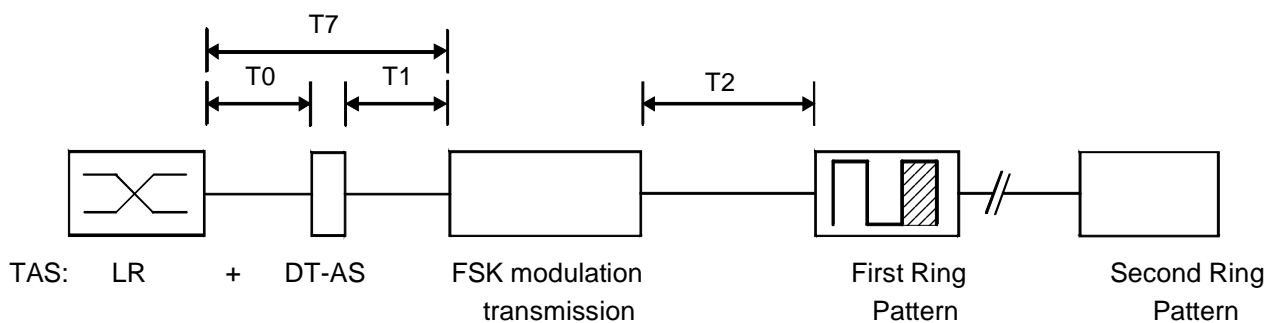 T7
T0 T1 T2
TAS: LR + DT-AS FSK modulation transmission First Ring Pattern Second Ring Pattern